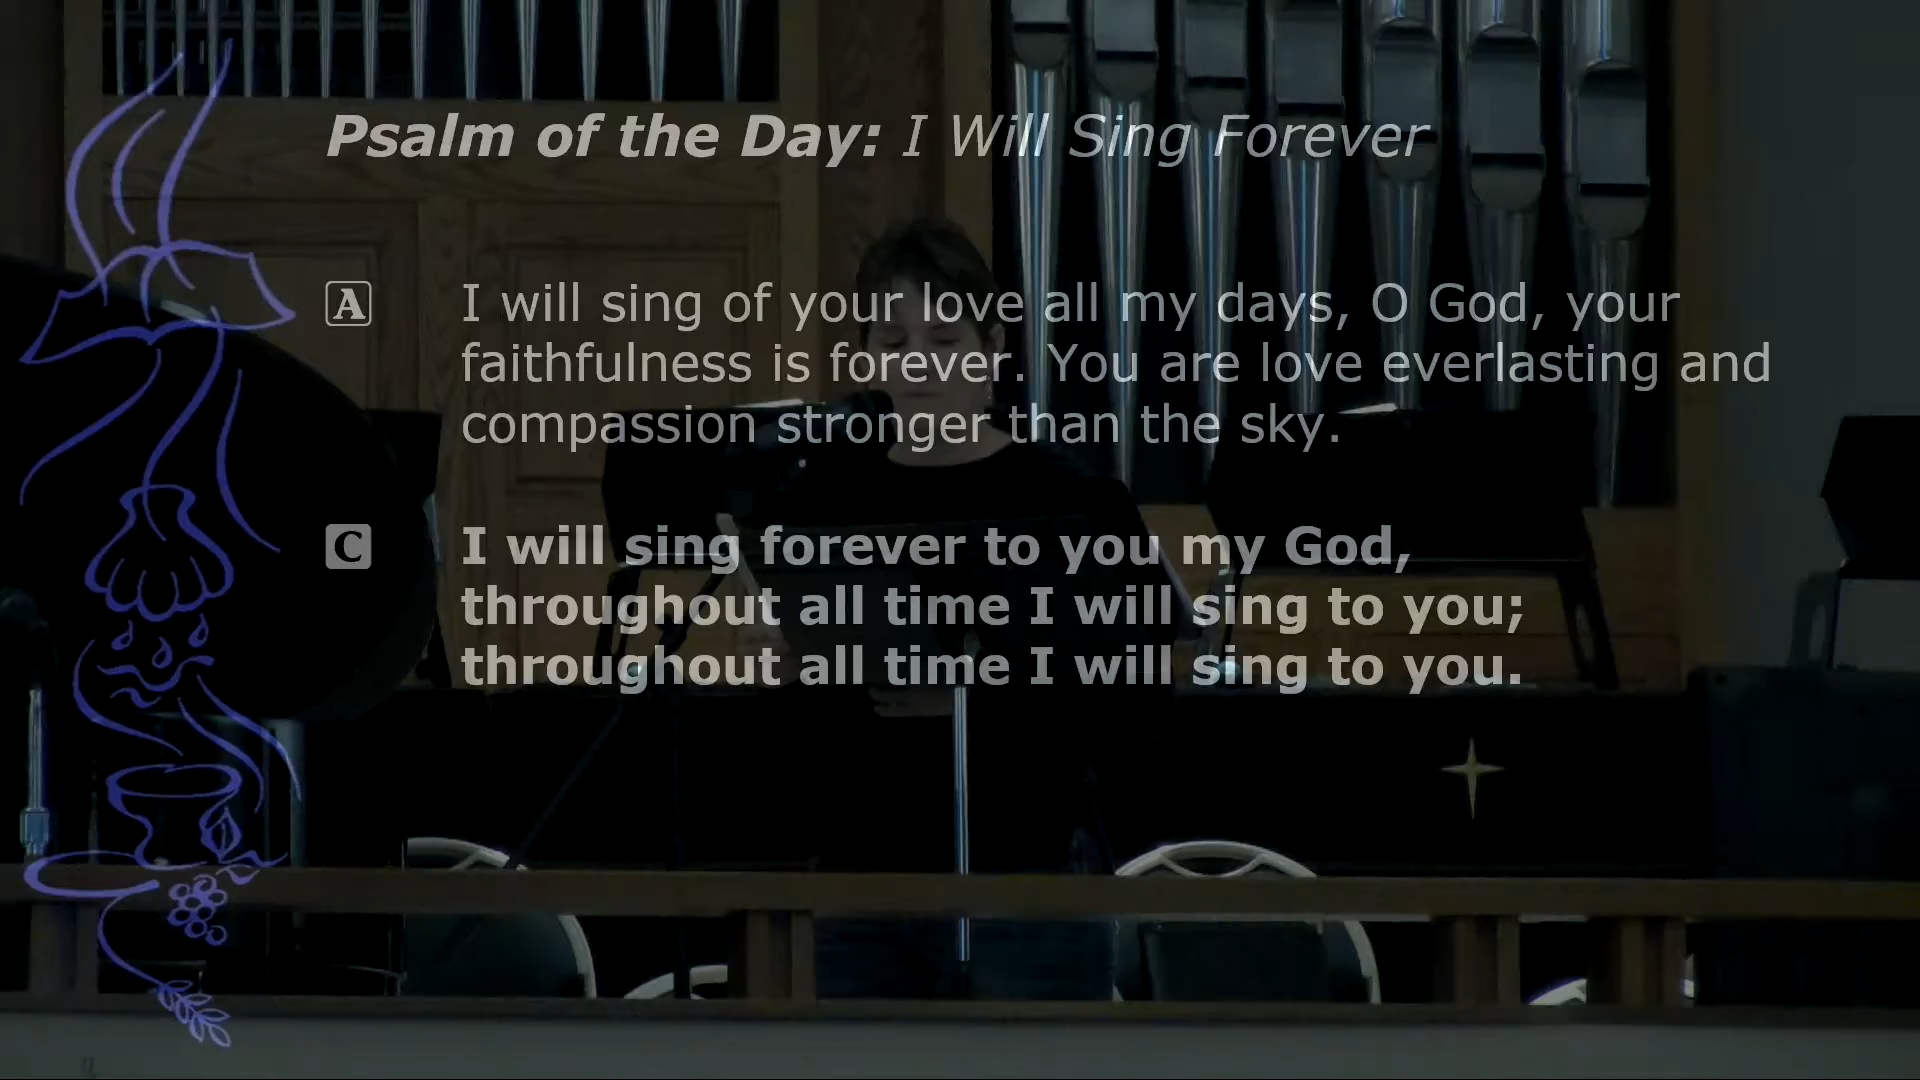 Psalm of the Day: I Will Sing Forever
A I will sing of your love all my days, O God, your
faithfulness is forever. You are love everlasting and
compassion stronger than the sky.
C I will sing forever to you my God,
throughout all time I will sing to you;
throughout all time I will sing to you.